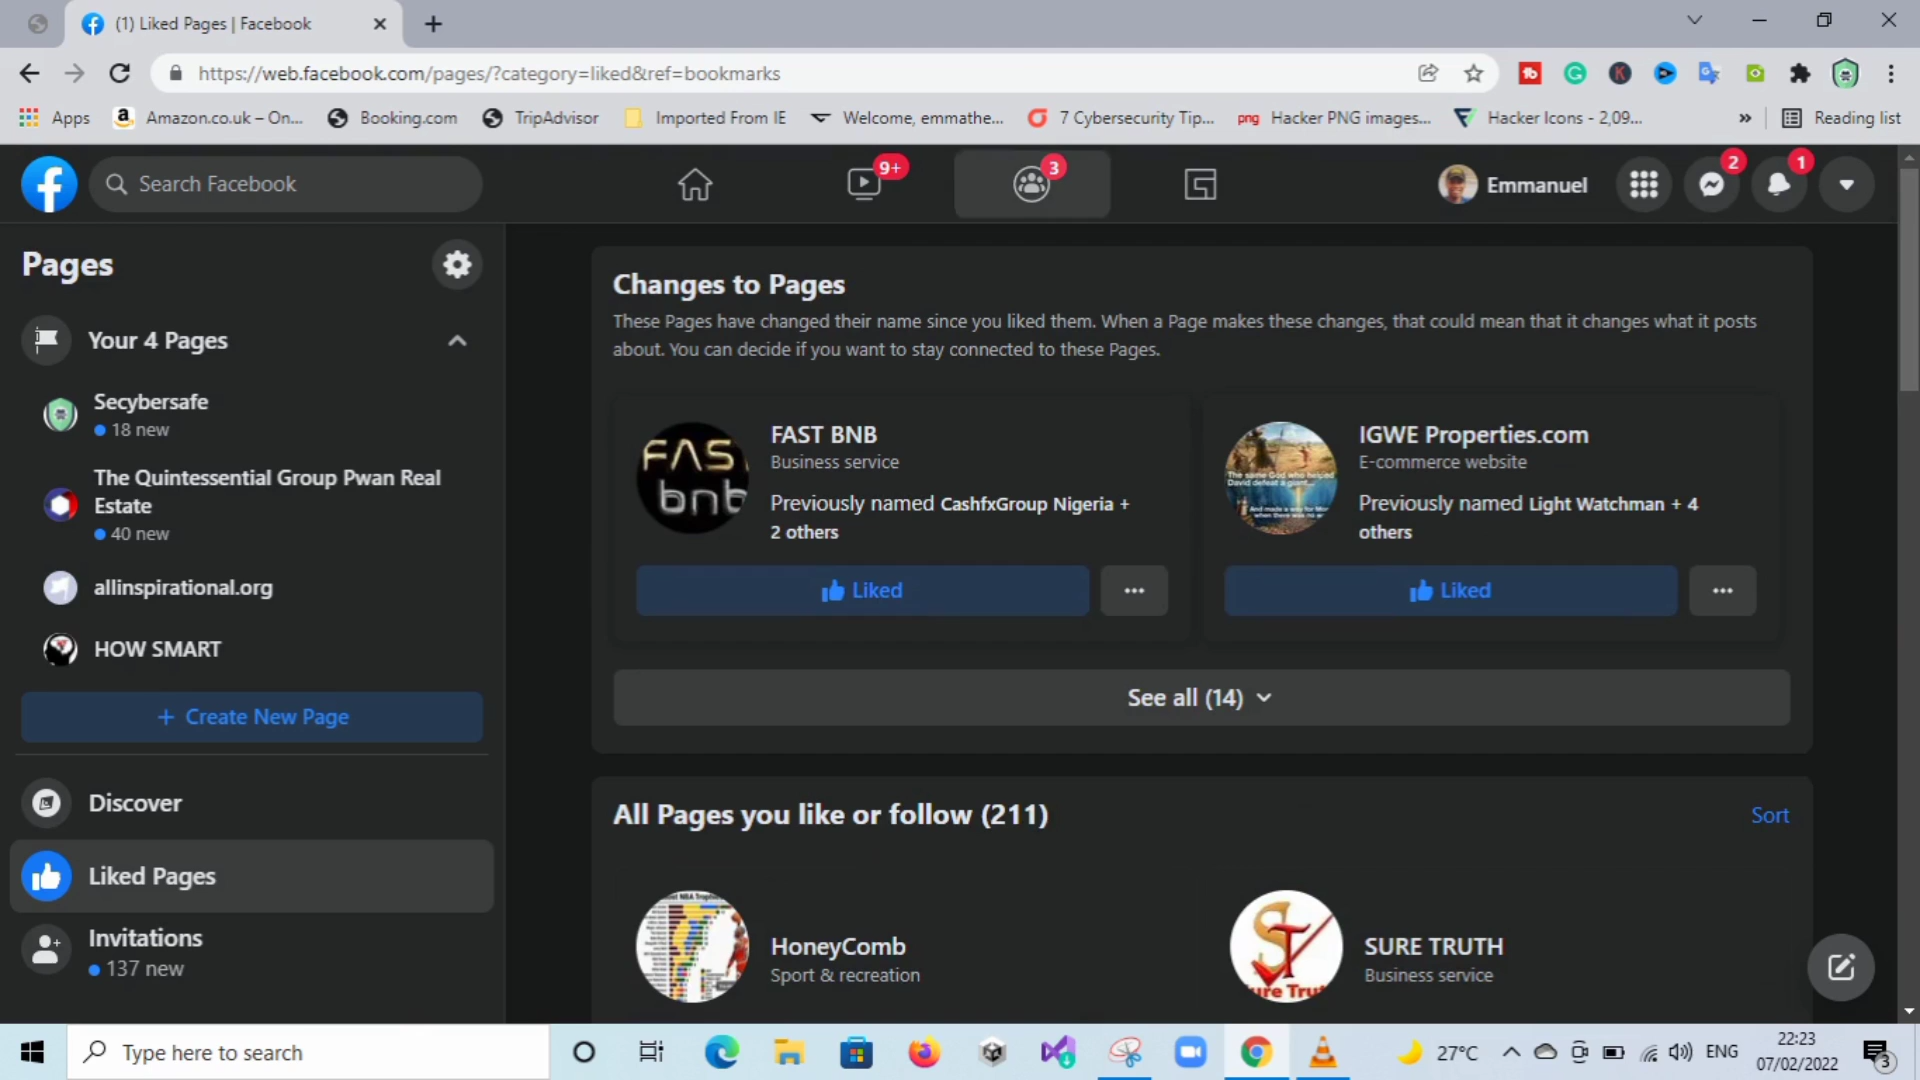 (1) Liked Pages | Facebook
https://web.facebook.com/pages/?category=liked&ref=bookmarks
Apps
Amazon.co.uk – On...
Booking.com
TripAdvisor
Imported From IE
Welcome, emmathe...
7 Cybersecurity Tip...
png
Hacker PNG images...
Hacker Icons - 2,09...
»
Reading list
Search Facebook
9+
3
Emmanuel
2
1
Pages
Your 4 Pages
Secybersafe
18 new
The Quintessential Group Pwan Real
Estate
40 new
allinspirational.org
HOW SMART
+ Create New Page
Discover
Liked Pages
Invitations
137 new
Changes to Pages
These Pages have changed their name since you liked them. When a Page makes these changes, that could mean that it changes what it posts
about. You can decide if you want to stay connected to these Pages.
FAS
bnb
FAST BNB
Business service
Previously named CashfxGroup Nigeria +
2 others
Liked
IGWE Properties.com
E-commerce website
Previously named Light Watchman + 4
others
Liked
See all (14)
All Pages you like or follow (211)
Sort
HoneyComb
Sport & recreation
SURE TRUTH
Business service
Type here to search
27°C
ENG
22:23
07/02/2022
3